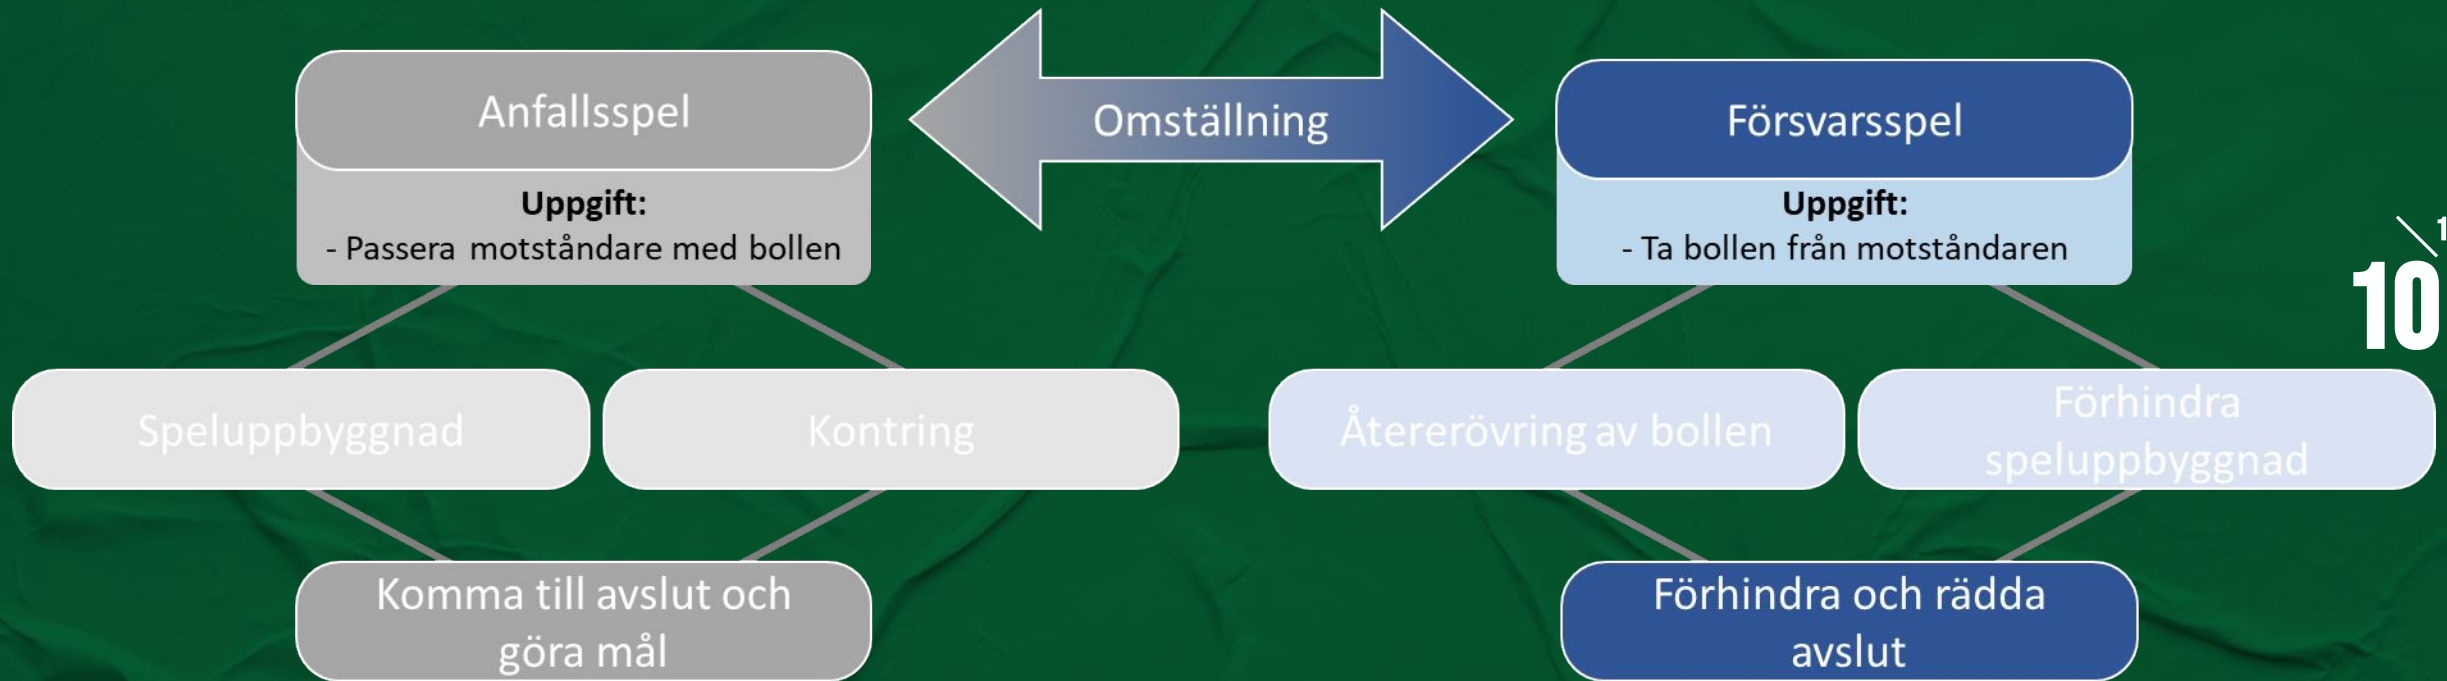 Anfallsspel
Uppgift:
- Passera motståndare med bollen
Omställning
Försvarsspel
Uppgift:
- Ta bollen från motståndaren
Speluppbyggnad
Kontring
Återerövring av bollen
Förhindra
speluppbyggnad
Komma till avslut och
göra mål
Förhindra och rädda
avslut
1
10